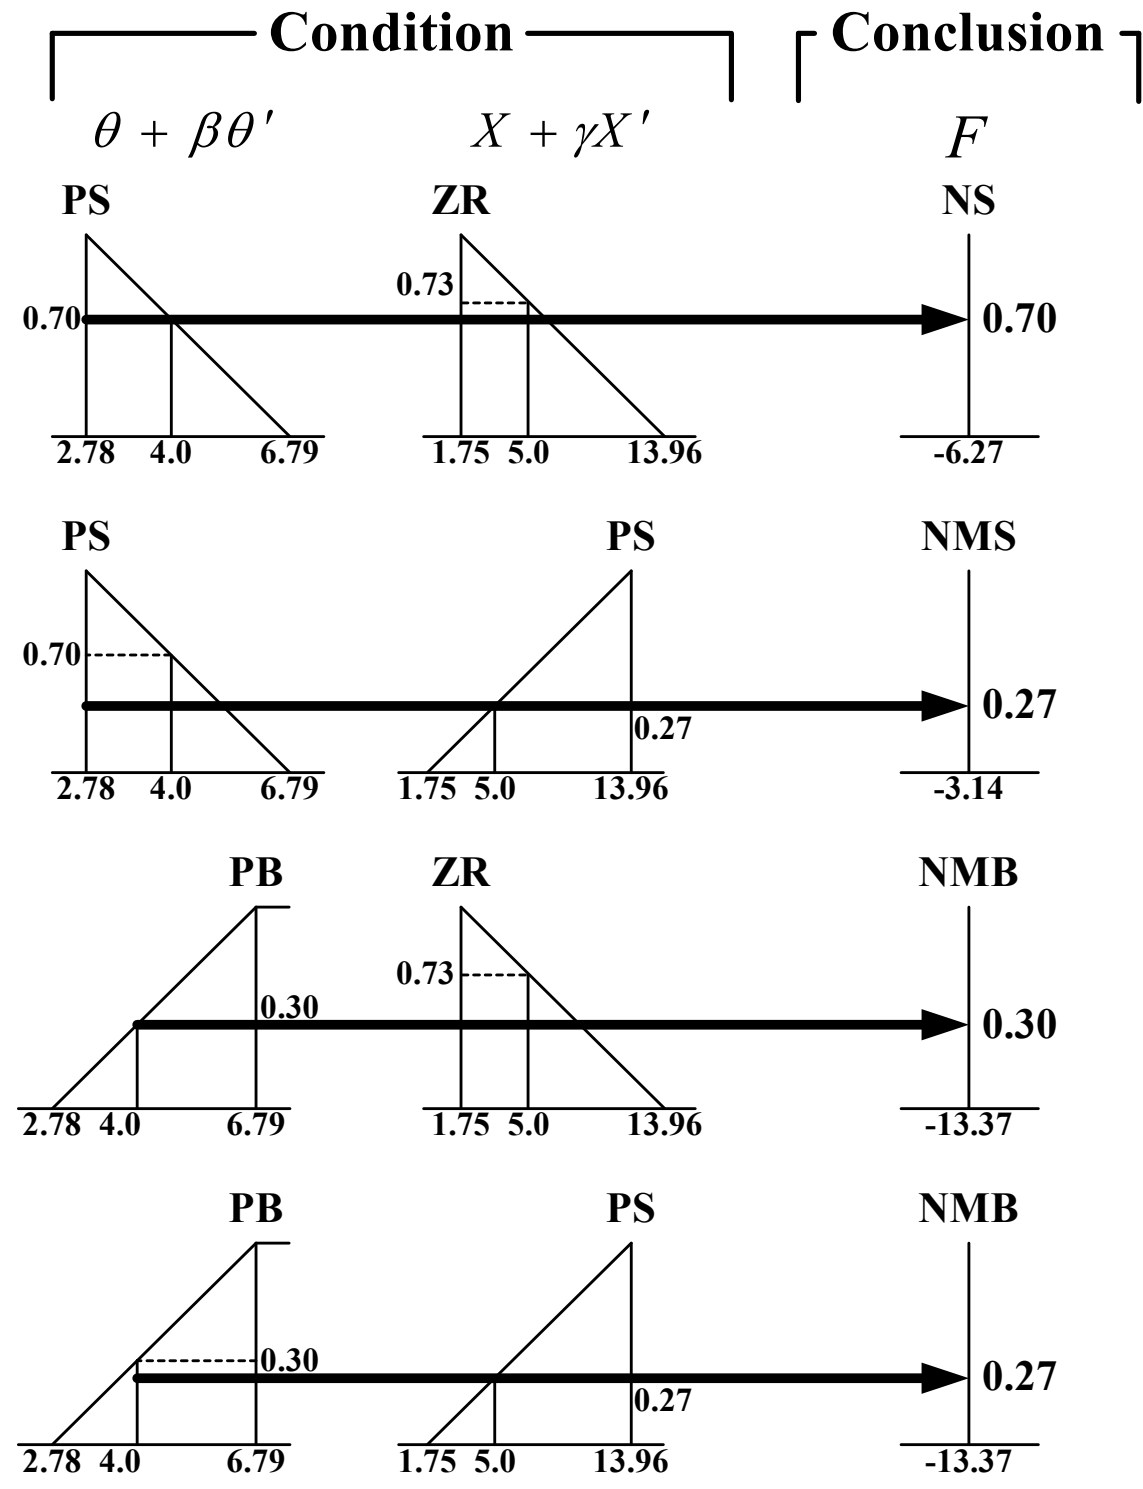 Condition Conclusion
θ + βθ′ X + γX′ F
PS ZR NS
0.73
0.70 0.70
2.78 4.0 6.79 1.75 5.0 13.96 -6.27
PS PS NMS
0.70
0.27
0.27
2.78 4.0 6.79 1.75 5.0 13.96 -3.14
PB ZR NMB
0.73
0.30 0.30
2.78 4.0 6.79 1.75 5.0 13.96 -13.37
PB PS NMB
0.30
0.27
0.27
2.78 4.0 6.79 1.75 5.0 13.96 -13.37